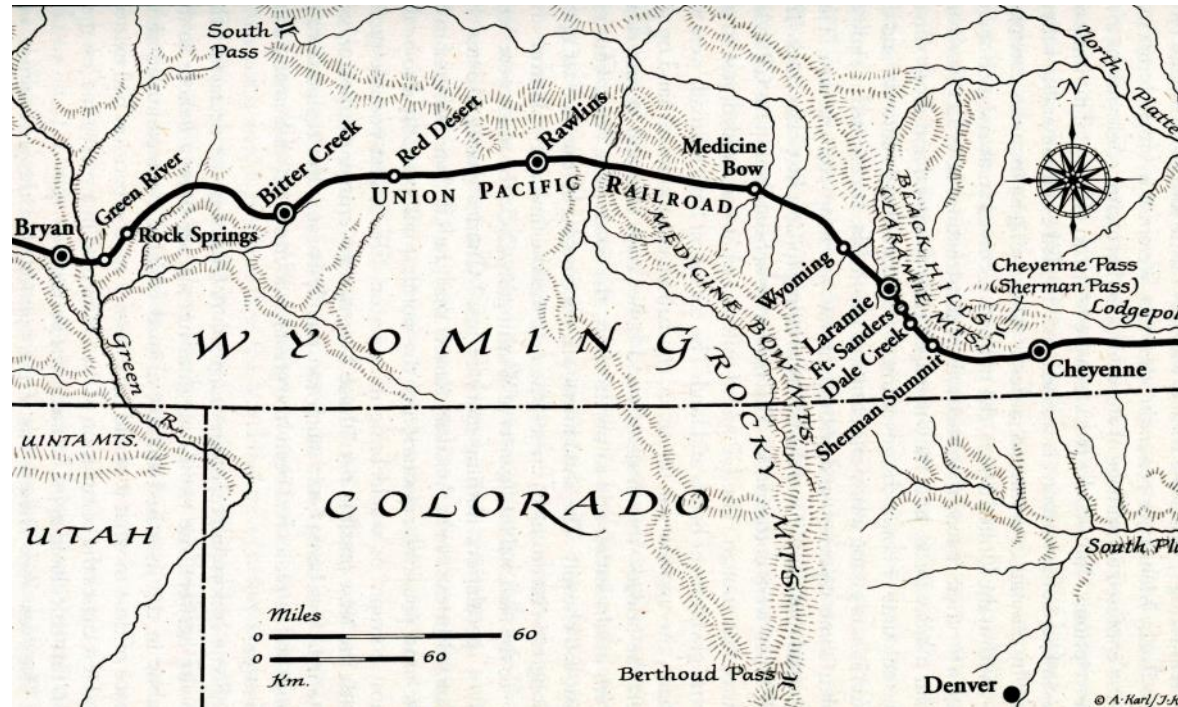 South
Pass
North
Platte
N
Red Desert
Rawlins
Medicine
Bow
Green River
Bitter Creek
UNION PACIFIC RAILROAD
Bryan
Rock Springs
BLACK HILLS
(LARAMIE MTS.)
Cheyenne Pass
(Sherman Pass)
Lodgepol
MEDICINE BOW MTS.
Wyoming
Laramie
Ft. Sanders
Dale Creek
Sherman Summit
Cheyenne
WYOMING
ROCKY MTS.
Green R.
UINTA MTS.
UTAH
COLORADO
South Pla
Miles
0 60
0 60
Km.
Berthoud Pass
Denver
© A·Karl/J·K